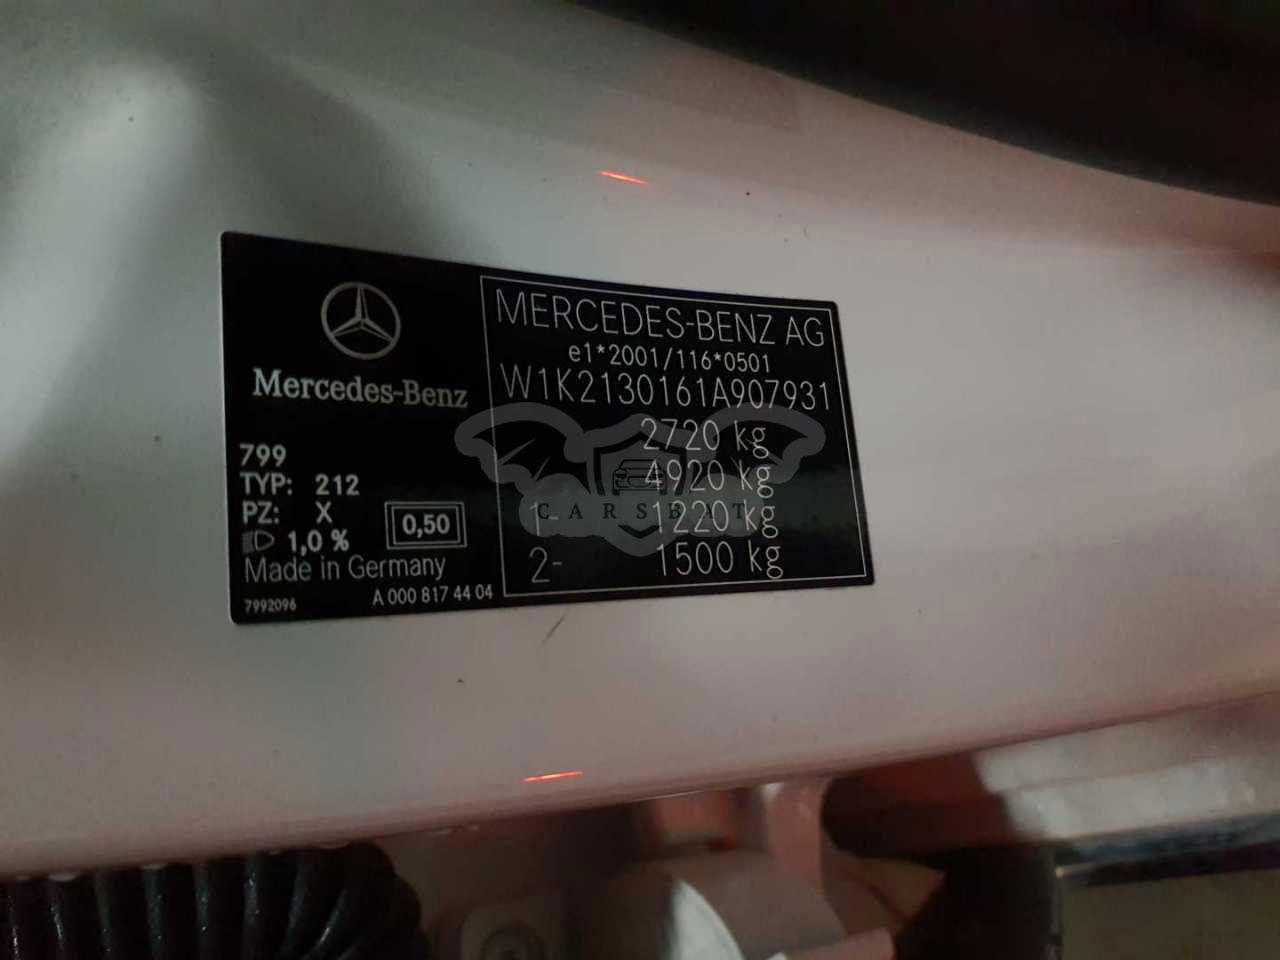 Mercedes-Benz
799
TYP: 212
PZ: X
1,0 %
0,50
Made in Germany
7992096 A 000 817 44 04
MERCEDES-BENZ AG
e1*2001/116*0501
W1K2130161A907931
2720 kg
4920 kg
1- 1220 kg
2- 1500 kg
CARSBAT